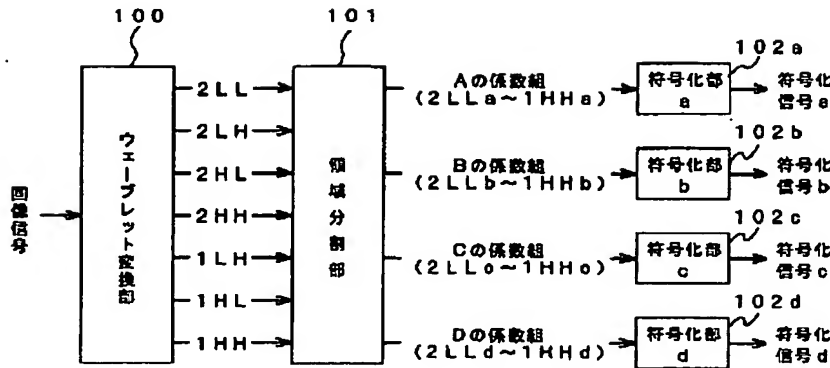 100
101
画像信号
ウェーブレット変換部
2LL
2LH
2HL
2HH
1LH
1HL
1HH
領域分割部
Aの係数組
(2LLa~1HHa)
符号化部
a
102a
符号化
信号a
Bの係数組
(2LLb~1HHb)
符号化部
b
102b
符号化
信号b
Cの係数組
(2LLc~1HHc)
符号化部
c
102c
符号化
信号c
Dの係数組
(2LLd~1HHd)
符号化部
d
102d
符号化
信号d